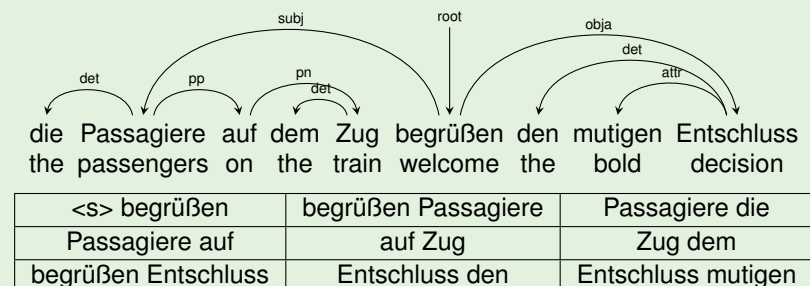 subj root obja
det
det pp pn attr
det
die Passagiere auf dem Zug begrüßen den mutigen Entschluss
the passengers on the train welcome the bold decision
<s> begrüßen begrüßen Passagiere Passagiere die
Passagiere auf auf Zug Zug dem
begrüßen Entschluss Entschluss den Entschluss mutigen